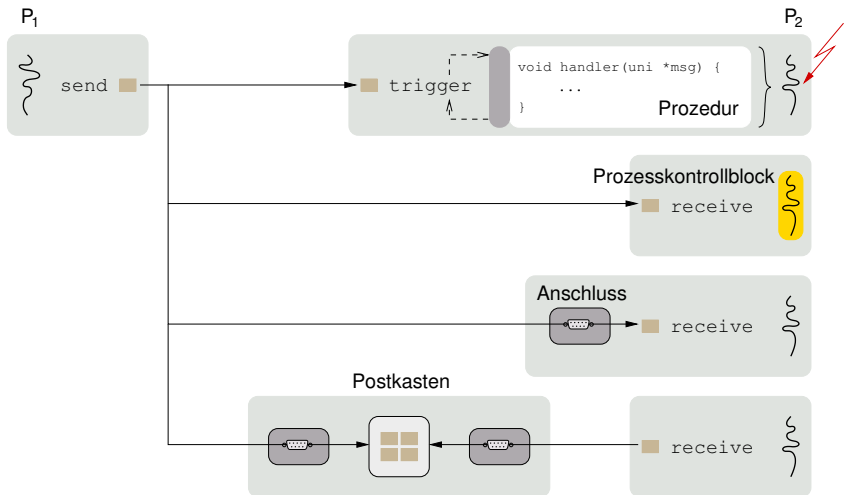 P1
P2
send
trigger
void handler(uni *msg) {
...
}
Prozedur
Prozesskontrollblock
receive
Anschluss
receive
Postkasten
receive